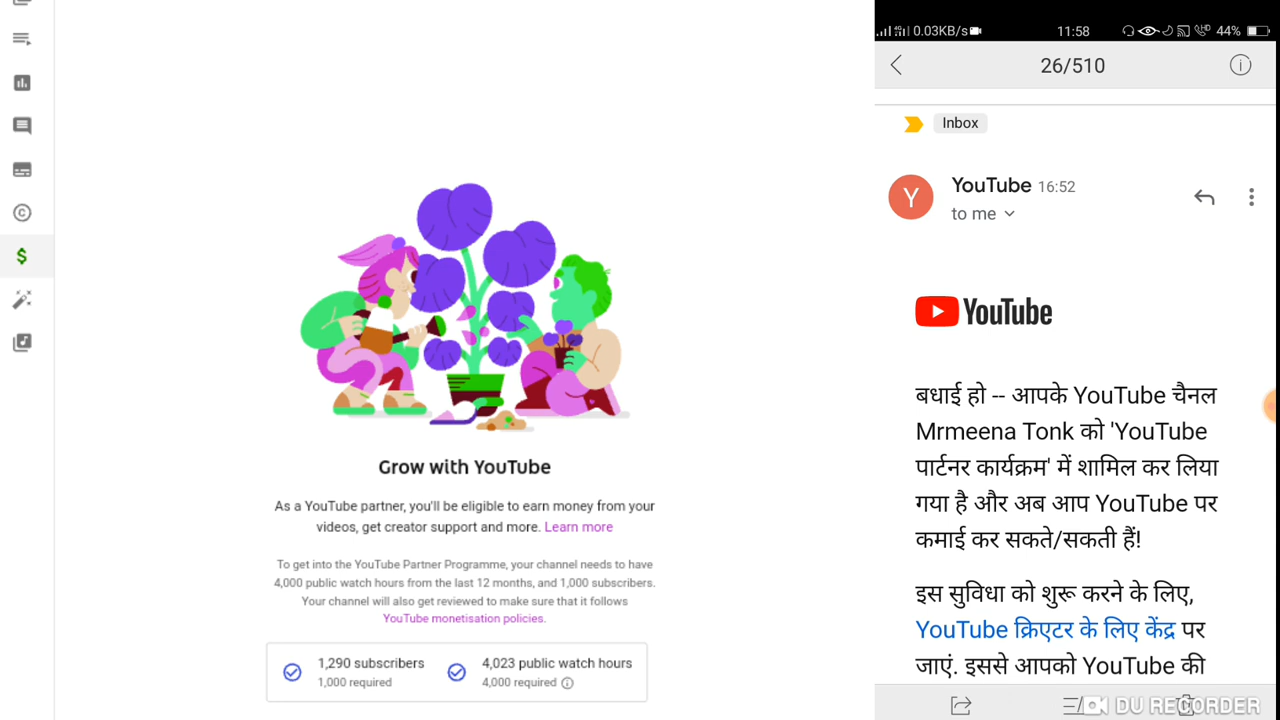 $
Grow with YouTube
As a YouTube partner, you'll be eligible to earn money from your
videos, get creator support and more. Learn more
To get into the YouTube Partner Programme, your channel needs to have
4,000 public watch hours from the last 12 months, and 1,000 subscribers.
Your channel will also get reviewed to make sure that it follows
YouTube monetisation policies.
1,290 subscribers
1,000 required
4,023 public watch hours
4,000 required
0.03KB/s
11:58
44%
26/510
Inbox
Y
YouTube 16:52
to me
YouTube
बधाई हो -- आपके YouTube चैनल
Mrmeena Tonk को 'YouTube
पार्टनर कार्यक्रम' में शामिल कर लिया
गया है और अब आप YouTube पर
कमाई कर सकते/सकती हैं!
इस सुविधा को शुरू करने के लिए,
YouTube क्रिएटर के लिए केंद्र पर
जाएं. इससे आपको YouTube की
DU RECORDER